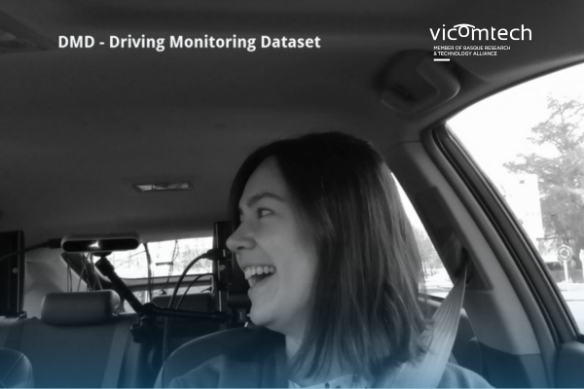 DMD - Driving Monitoring Dataset
vicomtech
MEMBER OF BASQUE RESEARCH
& TECHNOLOGY ALLIANCE